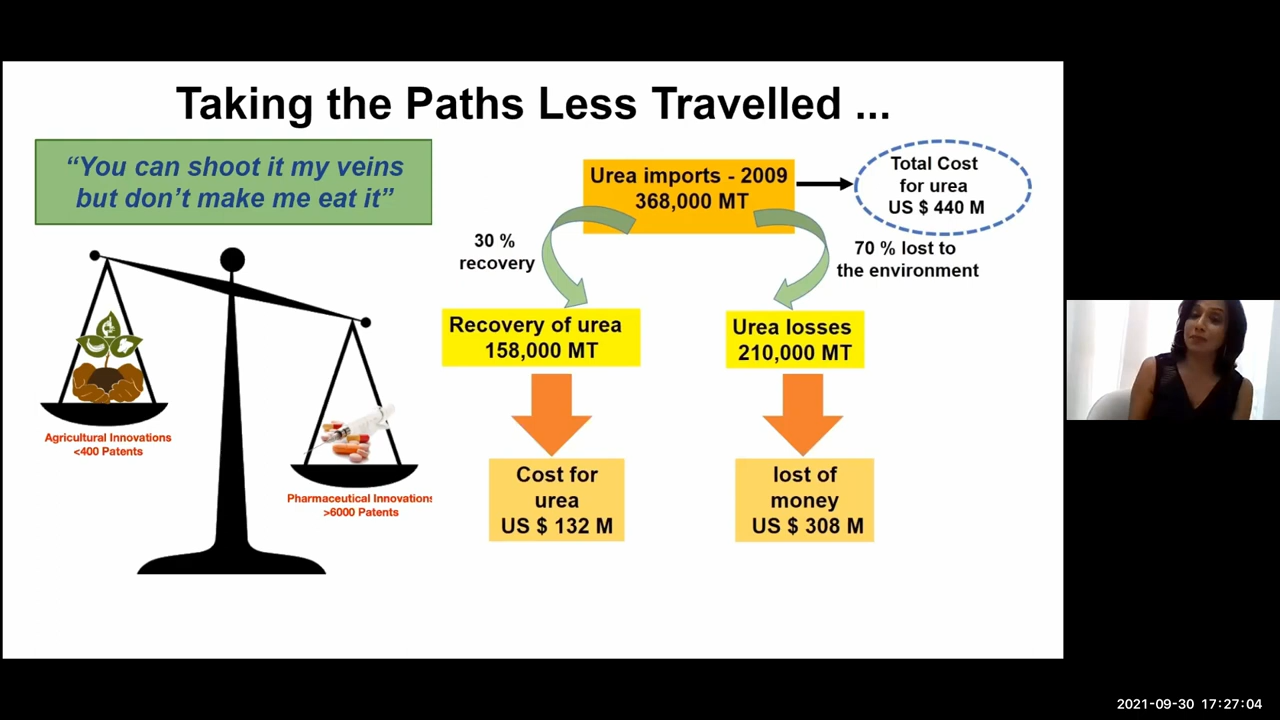 Taking the Paths Less Travelled ...
“You can shoot it my veins
but don’t make me eat it”
Agricultural Innovations
<400 Patents
Pharmaceutical Innovations
>6000 Patents
Urea imports - 2009
368,000 MT
Total Cost
for urea
US $ 440 M
30 %
recovery
70 % lost to
the environment
Recovery of urea
158,000 MT
Urea losses
210,000 MT
Cost for
urea
US $ 132 M
lost of
money
US $ 308 M
2021-09-30 17:27:04